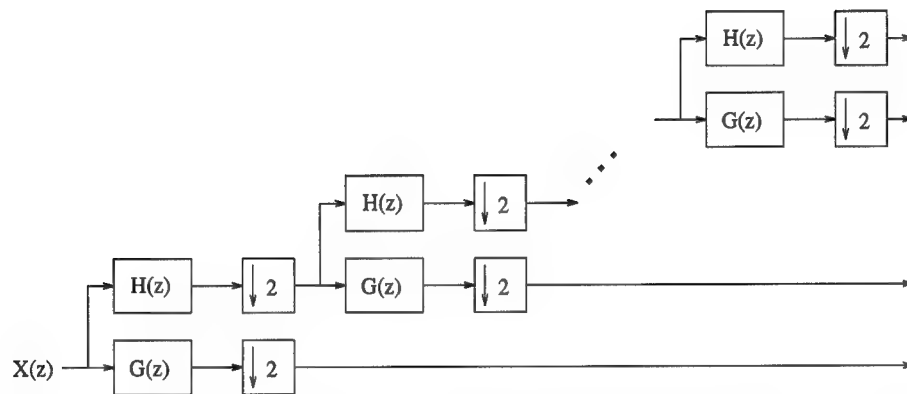 H(z) ↓ 2
G(z) ↓ 2
H(z) ↓ 2
H(z) ↓ 2 G(z) ↓ 2
X(z) G(z) ↓ 2